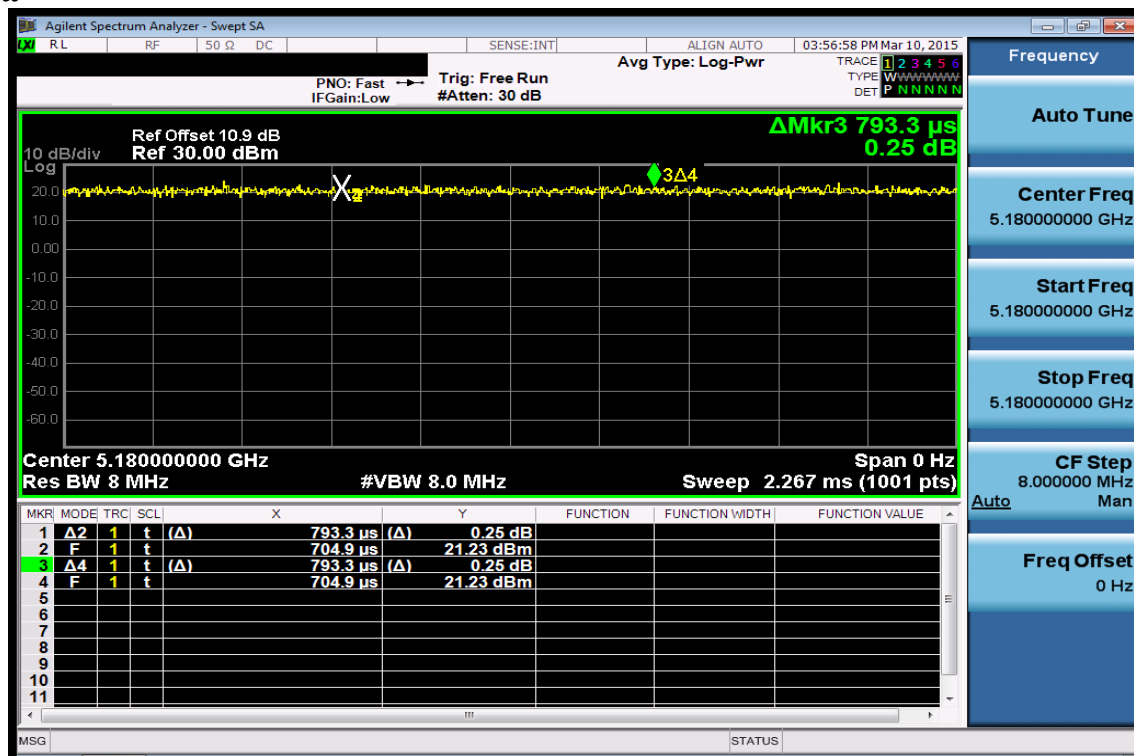 Agilent Spectrum Analyzer - Swept SA
LXI RL RF 50 Ω DC SENSE:INT ALIGN AUTO 03:56:58 PM Mar 10, 2015
PNO: Fast
IFGain:Low
Trig: Free Run
#Atten: 30 dB
Avg Type: Log-Pwr
TRACE 1 2 3 4 5 6
TYPE WWWWWW
DET P N N N N N
ΔMkr3 793.3 µs
0.25 dB
Ref Offset 10.9 dB
10 dB/div Ref 30.00 dBm
Log
20.0
10.0
0.00
-10.0
-20.0
-30.0
-40.0
-50.0
-60.0
X
3Δ4
Center 5.180000000 GHz Span 0 Hz
Res BW 8 MHz #VBW 8.0 MHz Sweep 2.267 ms (1001 pts)
MKR MODE TRC SCL X Y FUNCTION FUNCTION WIDTH FUNCTION VALUE
1 Δ2 1 t (Δ) 793.3 µs (Δ) 0.25 dB
2 F 1 t 704.9 µs 21.23 dBm
3 Δ4 1 t (Δ) 793.3 µs (Δ) 0.25 dB
4 F 1 t 704.9 µs 21.23 dBm
5
6
7
8
9
10
11
MSG STATUS
Frequency
Auto Tune
Center Freq
5.180000000 GHz
Start Freq
5.180000000 GHz
Stop Freq
5.180000000 GHz
CF Step
8.000000 MHz
Auto Man
Freq Offset
0 Hz